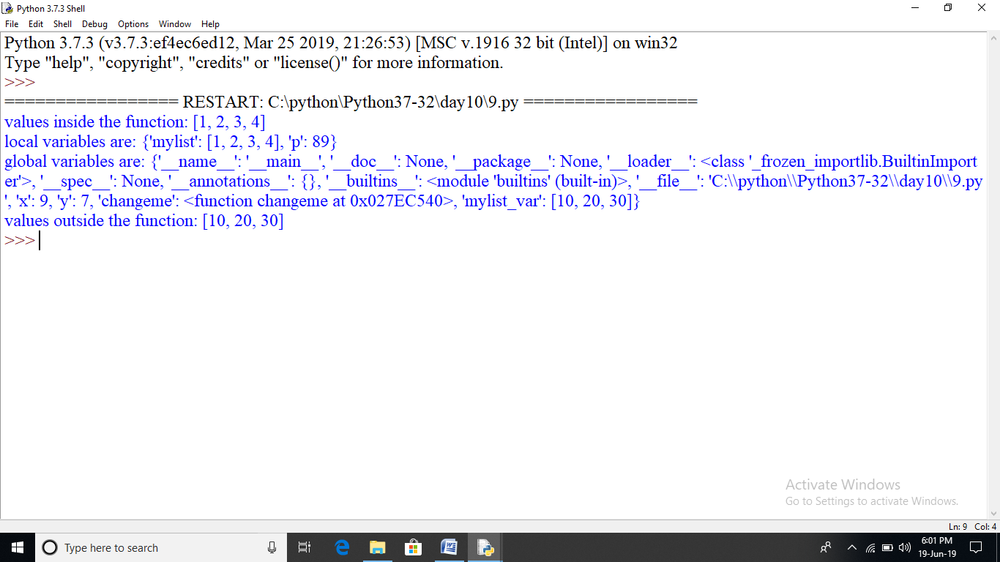 Python 3.7.3 Shell
File Edit Shell Debug Options Window Help
Python 3.7.3 (v3.7.3:ef4ec6ed12, Mar 25 2019, 21:26:53) [MSC v.1916 32 bit (Intel)] on win32
Type "help", "copyright", "credits" or "license()" for more information.
>>>
================= RESTART: C:\python\Python37-32\day10\9.py =================
values inside the function: [1, 2, 3, 4]
local variables are: {'mylist': [1, 2, 3, 4], 'p': 89}
global variables are: {'__name__': '__main__', '__doc__': None, '__package__': None, '__loader__': <class '_frozen_importlib.BuiltinImport
er'>, '__spec__': None, '__annotations__': {}, '__builtins__': <module 'builtins' (built-in)>, '__file__': 'C:\\python\\Python37-32\\day10\\9.py
', 'x': 9, 'y': 7, 'changeme': <function changeme at 0x027EC540>, 'mylist_var': [10, 20, 30]}
values outside the function: [10, 20, 30]
>>>
Activate Windows
Go to Settings to activate Windows.
Ln: 9 Col: 4
Type here to search
6:01 PM
19-Jun-19